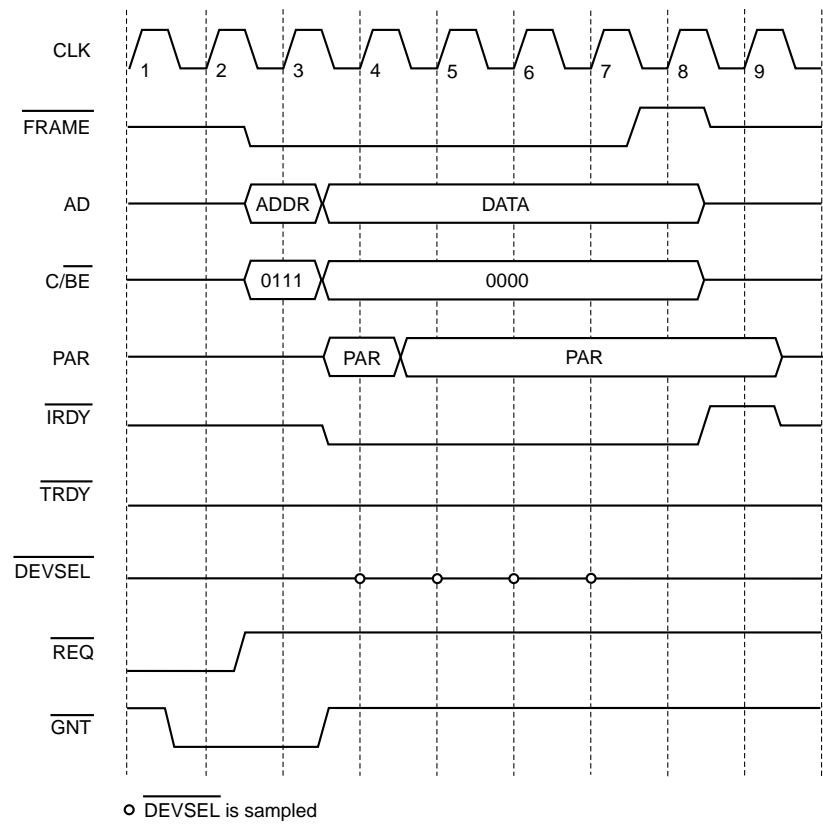 CLK
1 2 3 4 5 6 7 8 9
FRAME
AD
ADDR DATA
C/BE
0111 0000
PAR
PAR PAR
IRDY
TRDY
DEVSEL
REQ
GNT
DEVSEL is sampled